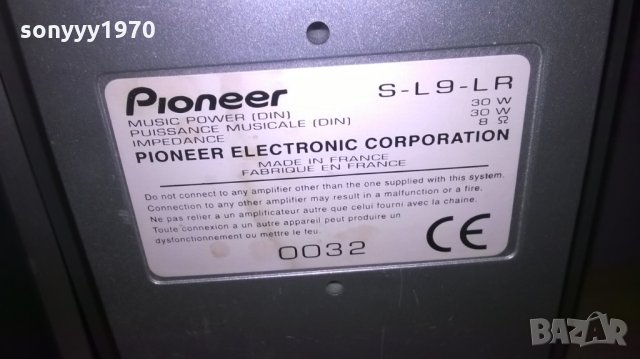 sonyyy1970
Pioneer S-L9-LR
MUSIC POWER (DIN) 30 W
PUISSANCE MUSICALE (DIN) 30 W
IMPEDANCE 8 Ω
PIONEER ELECTRONIC CORPORATION
MADE IN FRANCE
FABRIQUE EN FRANCE
Do not connect to any amplifier other than the one supplied with this system.
Connection to any other amplifier may result in a malfunction or a fire.
Ne pas relier a un amplificateur autre que celui fourni avec la chaine.
Toute connexion a un autre appareil peut produire un
dysfonctionnement ou mettre le feu.
0032 CE
BAZAR